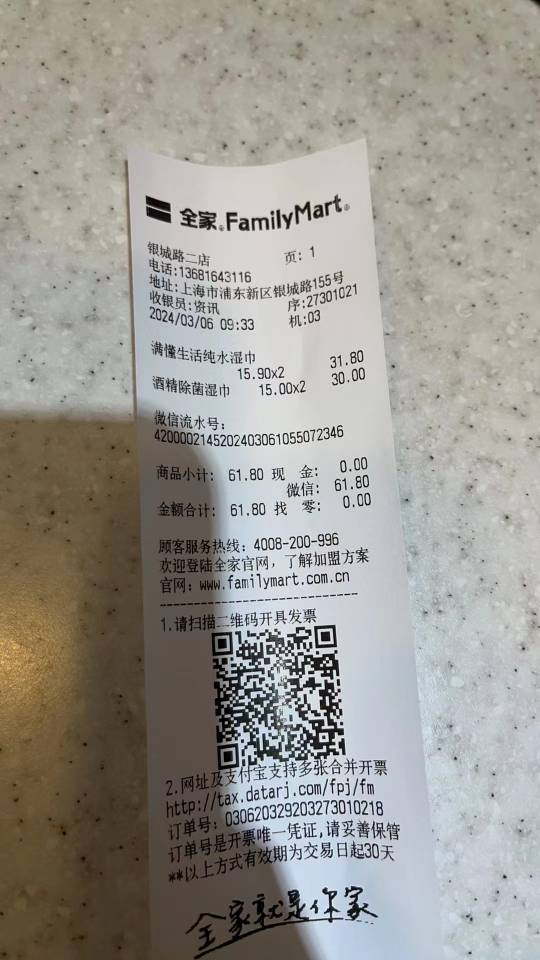 全家 FamilyMart
银城路二店 页: 1
电话:13681643116
地址:上海市浦东新区银城路155号
收银员:资讯 序:27301021
2024/03/06 09:33 机:03
满懂生活纯水湿巾
15.90x2 31.80
酒精除菌湿巾 15.00x2 30.00
微信流水号:
4200002145202403061055072346
商品小计: 61.80 现 金: 0.00
微信: 61.80
金额合计: 61.80 找 零: 0.00
顾客服务热线: 4008-200-996
欢迎登陆全家官网,了解加盟方案
官网: www.familymart.com.cn
1.请扫描二维码开具发票
2.网址及支付宝支持多张合并开票
http://tax.datarj.com/fpj/fm
订单号: 030620329203273010218
订单号是开票唯一凭证,请妥善保管
**以上方式有效期为交易日起30天
全家就是你家